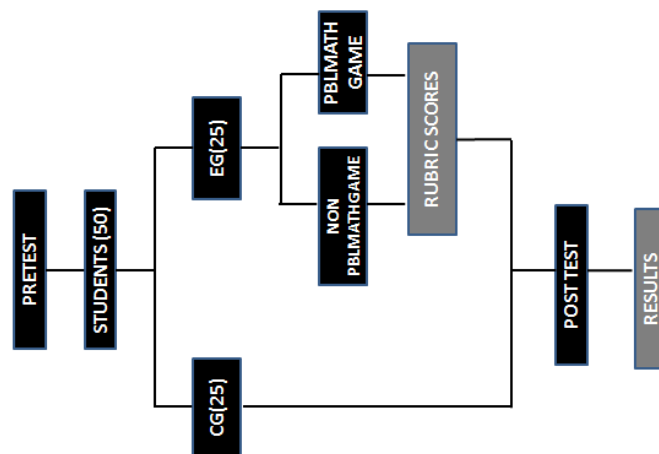 PRETEST
STUDENTS (50)
EG(25)
CG(25)
PBLMATH
GAME
NON
PBLMATHGAME
RUBRIC SCORES
POST TEST
RESULTS